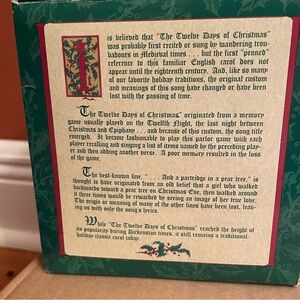 It is believed that "The Twelve Days of Christmas"
was probably first recited or sung by wandering trou-
badours in Medieval times . . . but the first "penned"
reference to this familiar English carol does not
appear until the eighteenth century. And, like so many
of our favorite holiday traditions, the original custom
and meanings of this song have changed or have been
lost with the passing of time.
"The Twelve Days of Christmas" originated from a memory
game usually played on the Twelfth Night, the last night between
Christmas and Epiphany . . . and because of this custom, the song itself
emerged. It became fashionable to play this parlor game with each
player recalling and singing a list of items named by the preceding play-
er and then adding another verse. A poor memory resulted in the loss
of the game.
The best-known line, ". . . And a partridge in a pear tree," is
thought to have originated from an old belief that a girl who walked
backwards toward a pear tree on Christmas Eve, then walked around
it three times would be rewarded by seeing an image of her true love.
The origin or meaning of many of the other lines have been lost, leav-
ing us with only the song's lyrics.
While "The Twelve Days of Christmas" reached the height of
its popularity during Dickensian times, it still remains a traditional
holiday classic carol today.